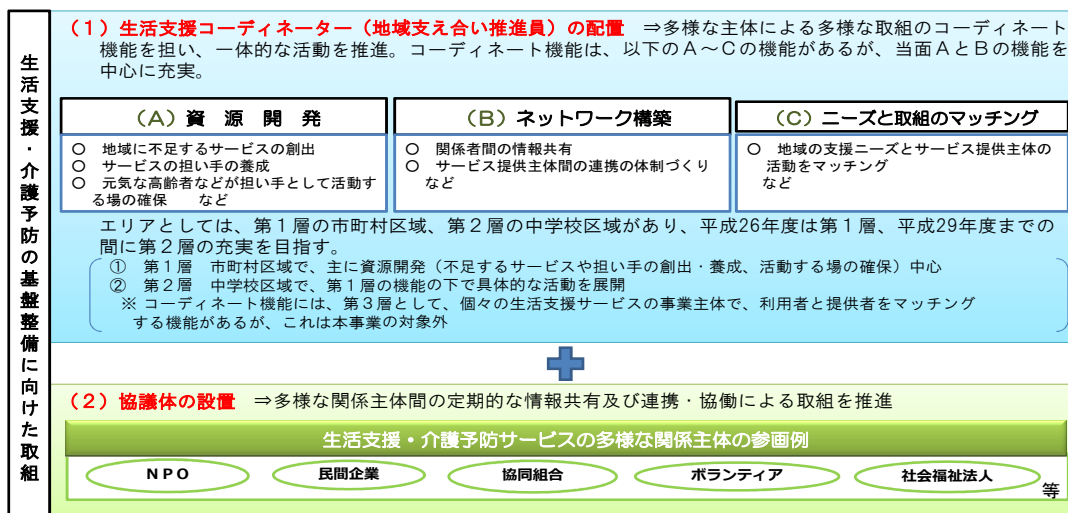 生活支援・介護予防の基盤整備に向けた取組
（１）生活支援コーディネーター（地域支え合い推進員）の配置　⇒多様な主体による多様な取組のコーディネート
機能を担い、一体的な活動を推進。コーディネート機能は、以下のＡ～Ｃの機能があるが、当面ＡとＢの機能を
中心に充実。
（Ａ）資　源　開　発
○　地域に不足するサービスの創出
○　サービスの担い手の養成
○　元気な高齢者などが担い手として活動す
る場の確保　　など
（Ｂ）ネットワーク構築
○　関係者間の情報共有
○　サービス提供主体間の連携の体制づくり
など
（Ｃ）ニーズと取組のマッチング
○　地域の支援ニーズとサービス提供主体の
活動をマッチング
など
エリアとしては、第１層の市町村区域、第２層の中学校区域があり、平成26年度は第１層、平成29年度までの
間に第２層の充実を目指す。
①　第１層　市町村区域で、主に資源開発（不足するサービスや担い手の創出・養成、活動する場の確保）中心
②　第２層　中学校区域で、第１層の機能の下で具体的な活動を展開
※ コーディネート機能には、第３層として、個々の生活支援サービスの事業主体で、利用者と提供者をマッチング
する機能があるが、これは本事業の対象外
（２）協議体の設置　⇒多様な関係主体間の定期的な情報共有及び連携・協働による取組を推進
生活支援・介護予防サービスの多様な関係主体の参画例
ＮＰＯ
民間企業
協同組合
ボランティア
社会福祉法人
等